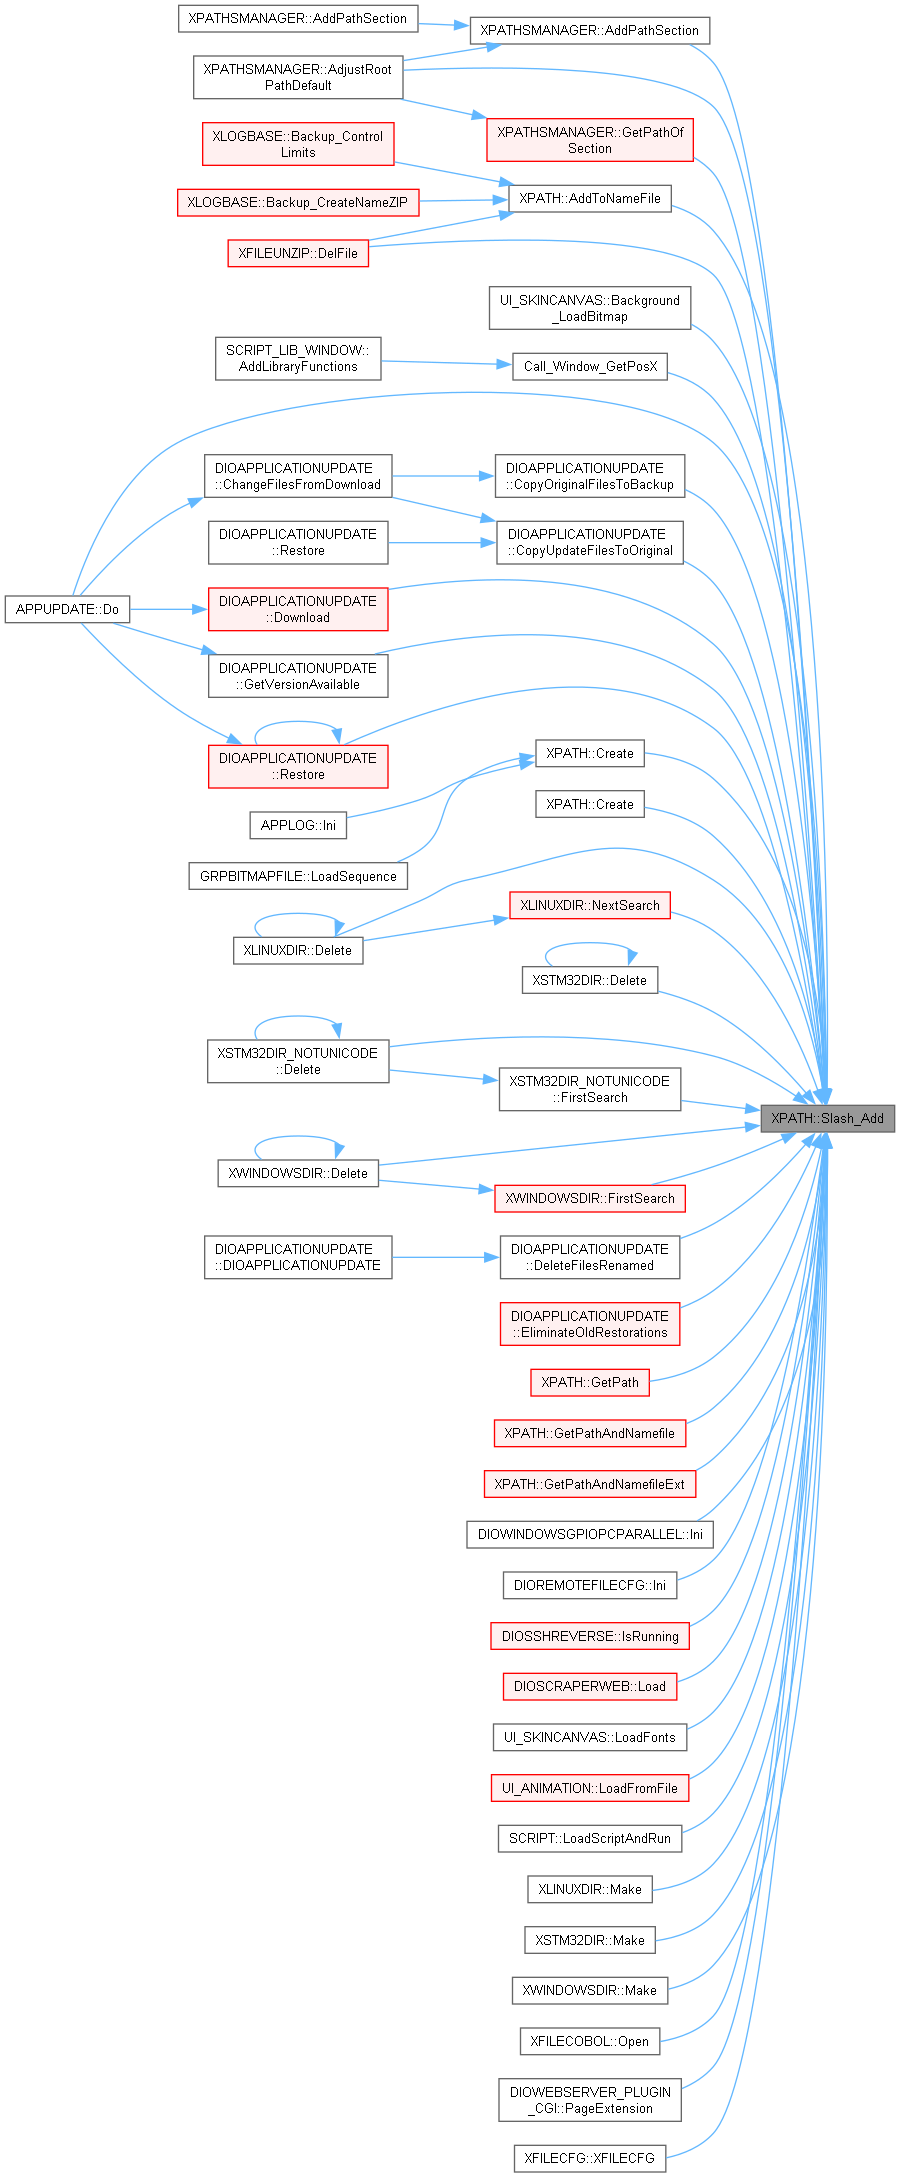 XPATHSMANAGER::AddPathSection
XPATHSMANAGER::AddPathSection
XPATHSMANAGER::AdjustRoot
PathDefault
XPATHSMANAGER::GetPathOf
Section
XLOGBASE::Backup_Control
Limits
XPATH::AddToNameFile
XLOGBASE::Backup_CreateNameZIP
XFILEUNZIP::DelFile
UI_SKINCANVAS::Background
_LoadBitmap
SCRIPT_LIB_WINDOW::
AddLibraryFunctions
Call_Window_GetPosX
DIOAPPLICATIONUPDATE
::ChangeFilesFromDownload
DIOAPPLICATIONUPDATE
::CopyOriginalFilesToBackup
DIOAPPLICATIONUPDATE
::Restore
DIOAPPLICATIONUPDATE
::CopyUpdateFilesToOriginal
APPUPDATE::Do
DIOAPPLICATIONUPDATE
::Download
DIOAPPLICATIONUPDATE
::GetVersionAvailable
DIOAPPLICATIONUPDATE
::Restore
XPATH::Create
XPATH::Create
APPLOG::Ini
GRPBITMAPFILE::LoadSequence
XLINUXDIR::NextSearch
XLINUXDIR::Delete
XSTM32DIR::Delete
XSTM32DIR_NOTUNICODE
::Delete
XSTM32DIR_NOTUNICODE
::FirstSearch
XPATH::Slash_Add
XWINDOWSDIR::Delete
XWINDOWSDIR::FirstSearch
DIOAPPLICATIONUPDATE
::DIOAPPLICATIONUPDATE
DIOAPPLICATIONUPDATE
::DeleteFilesRenamed
DIOAPPLICATIONUPDATE
::EliminateOldRestorations
XPATH::GetPath
XPATH::GetPathAndNamefile
XPATH::GetPathAndNamefileExt
DIOWINDOWSGPIOPCPARALLEL::Ini
DIOREMOTEFILECFG::Ini
DIOSSHREVERSE::IsRunning
DIOSCRAPERWEB::Load
UI_SKINCANVAS::LoadFonts
UI_ANIMATION::LoadFromFile
SCRIPT::LoadScriptAndRun
XLINUXDIR::Make
XSTM32DIR::Make
XWINDOWSDIR::Make
XFILECOBOL::Open
DIOWEBSERVER_PLUGIN
_CGI::PageExtension
XFILECFG::XFILECFG